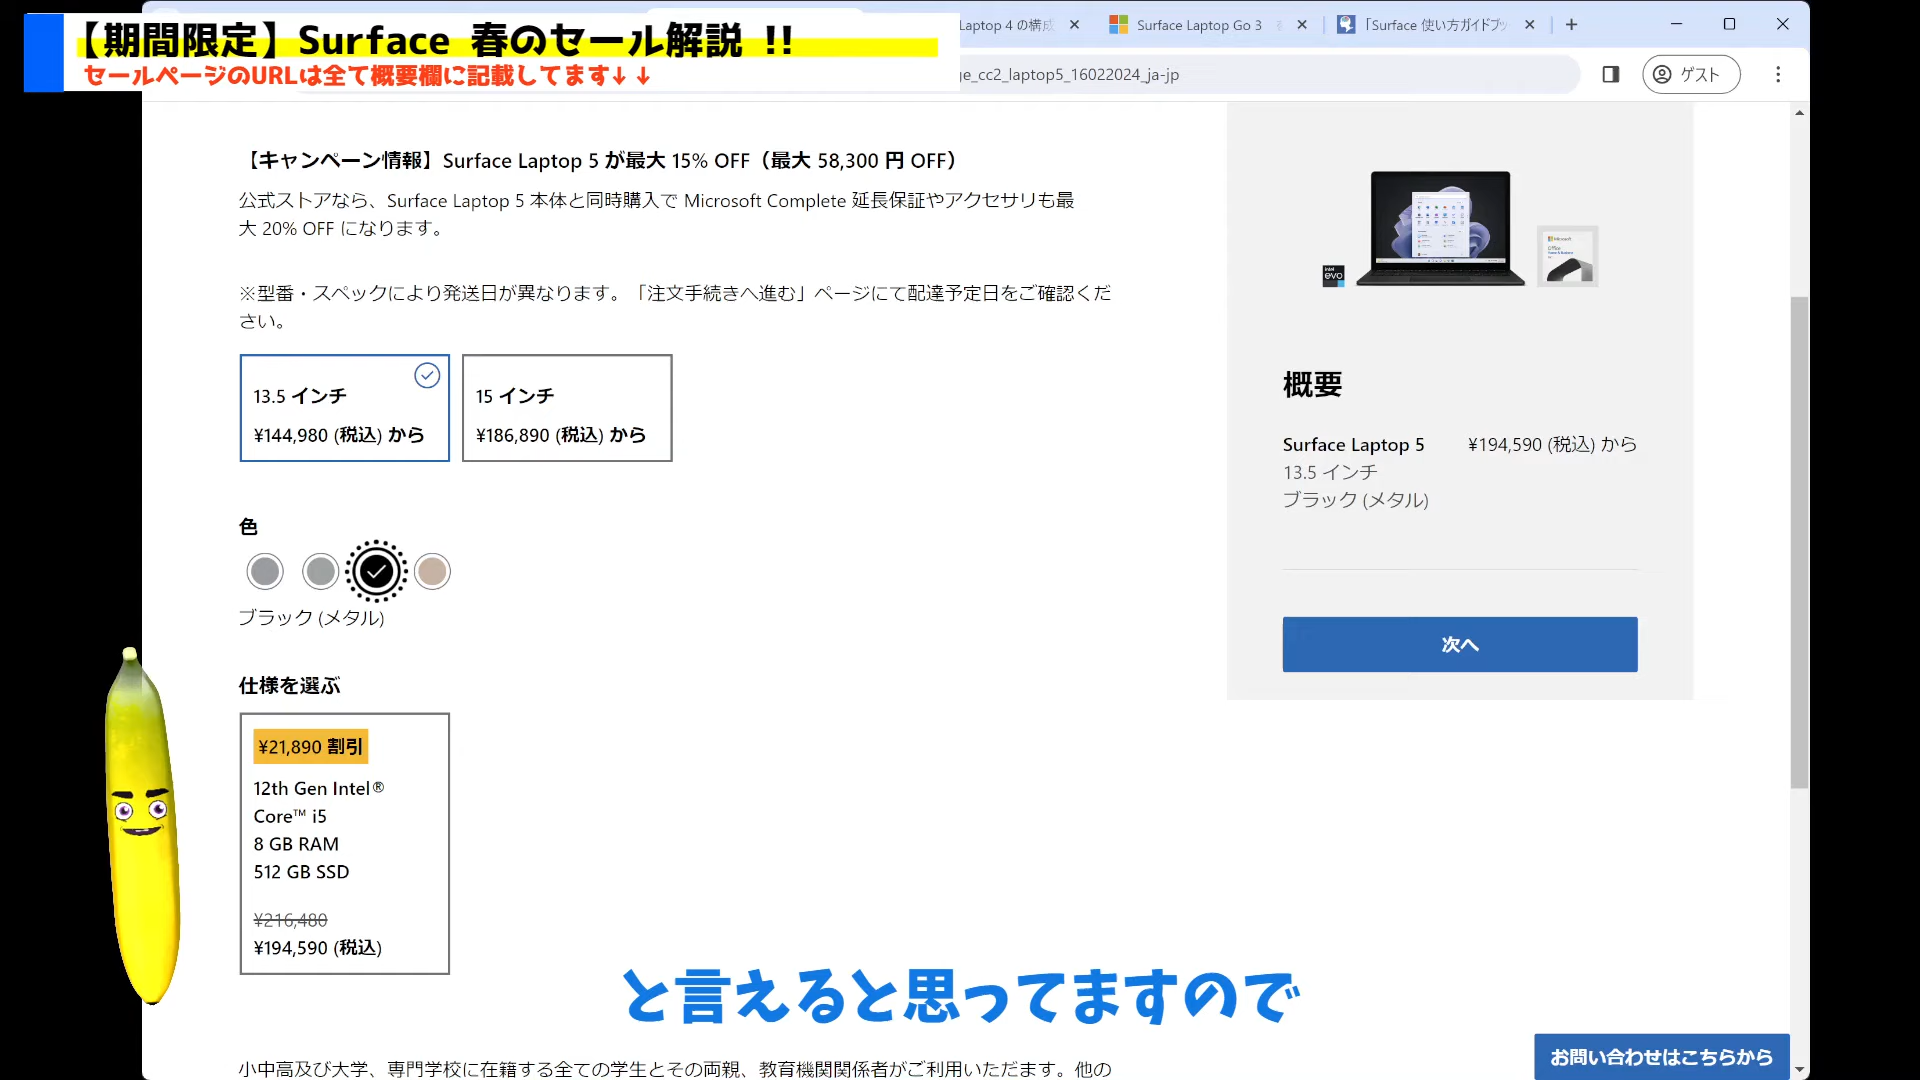 【期間限定】Surface 春のセール解説 !!
セールページのURLは全て概要欄に記載してます↓↓
Laptop 4 の構成
Surface Laptop Go 3
「Surface 使い方ガイドブッ
ge_cc2_laptop5_16022024_ja-jp
ゲスト
【キャンペーン情報】Surface Laptop 5 が最大 15% OFF（最大 58,300 円 OFF）
公式ストアなら、Surface Laptop 5 本体と同時購入で Microsoft Complete 延長保証やアクセサリも最
大 20% OFF になります。
※型番・スペックにより発送日が異なります。「注文手続きへ進む」ページにて配達予定日をご確認くだ
さい。
13.5 インチ
¥144,980 (税込) から
15 インチ
¥186,890 (税込) から
色
ブラック (メタル)
仕様を選ぶ
¥21,890 割引
12th Gen Intel®
Core™ i5
8 GB RAM
512 GB SSD
¥216,480
¥194,590 (税込)
intel
evo
Microsoft
Office
概要
Surface Laptop 5 ¥194,590 (税込) から
13.5 インチ
ブラック (メタル)
次へ
と言えると思ってますので
お問い合わせはこちらから
小中高及び大学、専門学校に在籍する全ての学生とその両親、教育機関関係者がご利用いただます。他の